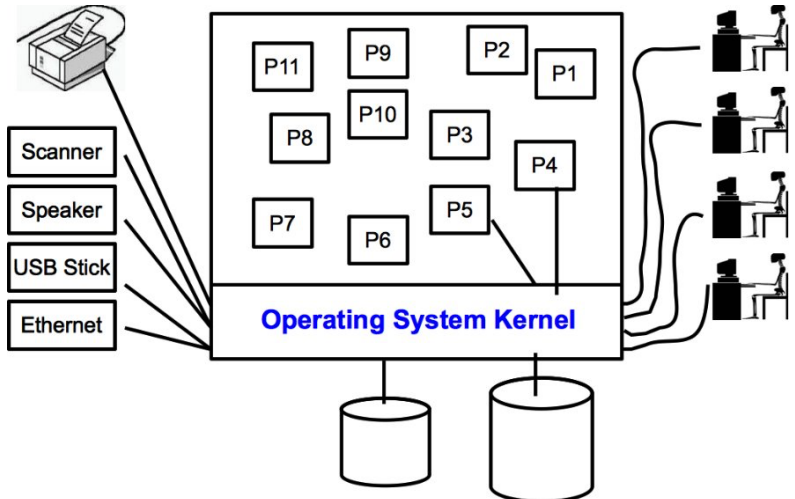 P11
P9
P2
P1
P8
P10
P3
P4
P7
P6
P5
Scanner
Speaker
USB Stick
Ethernet
Operating System Kernel